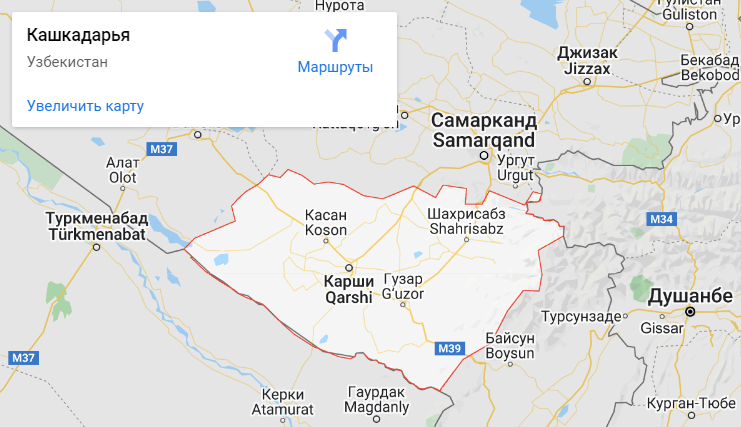 Нурота
Кашкадарья
Узбекистан
Маршруты
Увеличить карту
Гулистон
Guliston
Джизак
Jizzax
Бекабад
Bekobod
Самарканд
Samarqand
M37
Алат
Olot
Ургут
Urgut
Туркменабад
Türkmenabat
Касан
Koson
Шахрисабз
Shahrisabz
M34
Карши
Qarshi
Гузар
G'uzor
Душанбе
Турсунзаде
Gissar
M37
M39
Байсун
Boysun
Керки
Atamurat
Гаурдак
Magdanly
Курган-Тюбе